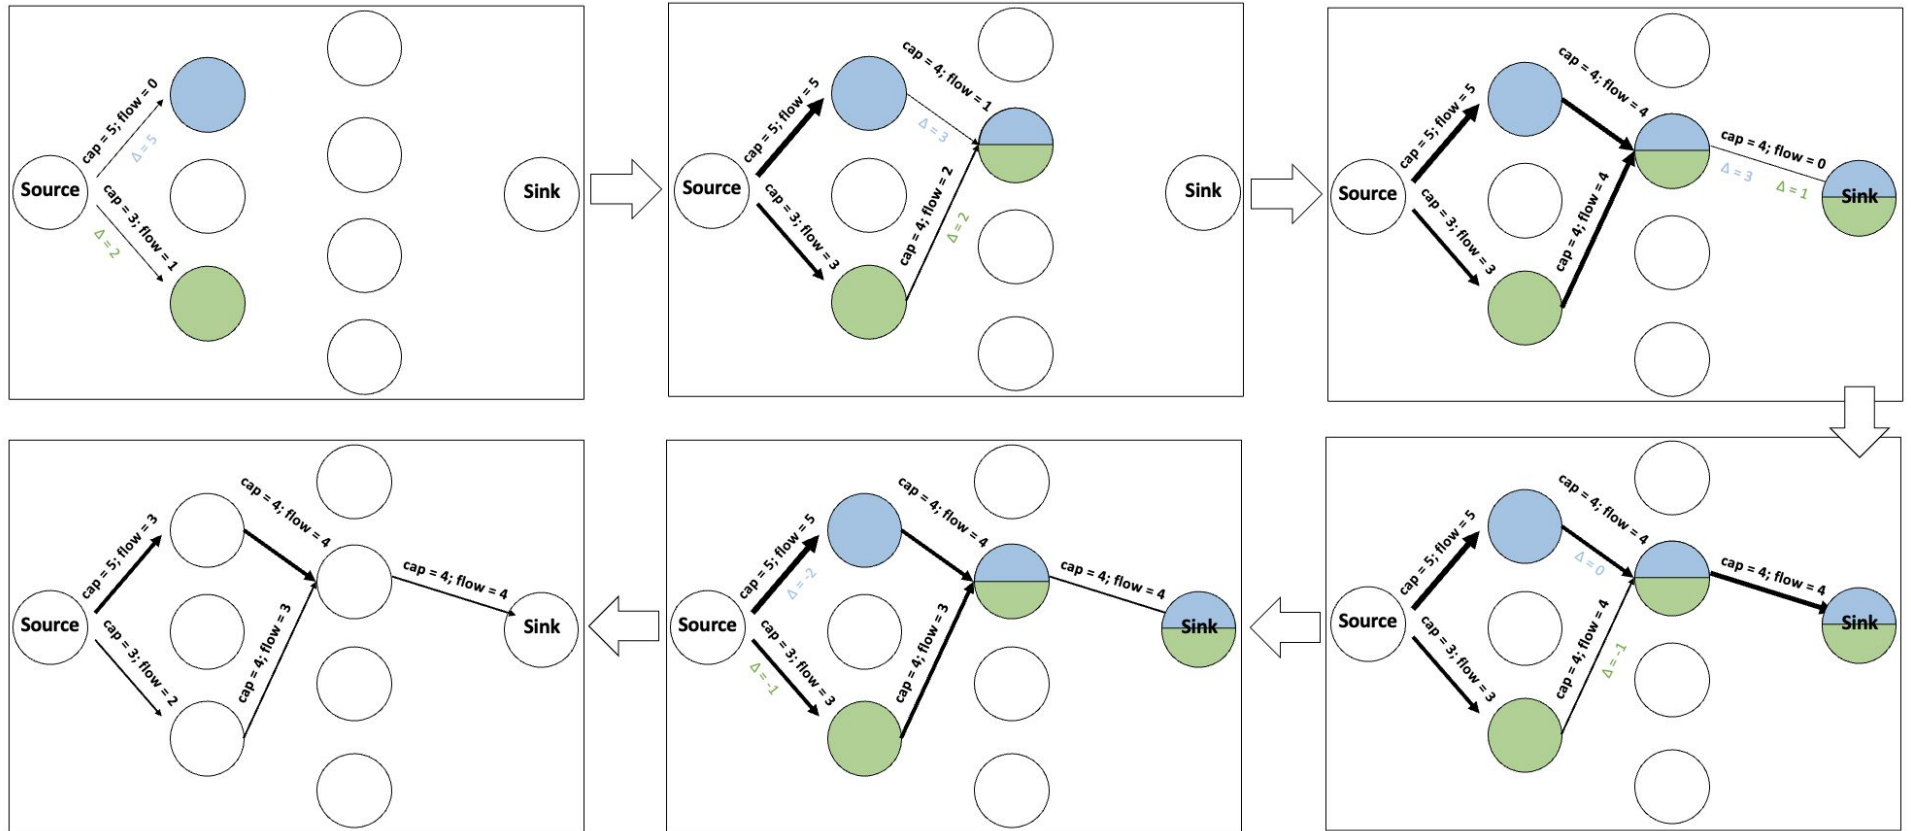 cap = 5; flow = 0
Δ = 5
Source
cap = 3; flow = 1
Δ = 2
Sink
cap = 4; flow = 1
cap = 5; flow = 5
Δ = 3
Source
cap = 3; flow = 3
cap = 4; flow = 2
Δ = 2
Sink
cap = 4; flow = 4
cap = 5; flow = 5
cap = 4; flow = 0
Δ = 3
Δ = 1
Source
cap = 3; flow = 3
cap = 4; flow = 4
Sink
cap = 4; flow = 4
cap = 5; flow = 3
cap = 4; flow = 4
Source
cap = 3; flow = 2
cap = 4; flow = 3
Sink
cap = 4; flow = 4
cap = 5; flow = 5
Δ = -2
cap = 4; flow = 4
Source
cap = 3; flow = 3
Δ = -1
cap = 4; flow = 3
Sink
cap = 4; flow = 4
cap = 5; flow = 5
Δ = 0
cap = 4; flow = 4
Source
cap = 3; flow = 3
cap = 4; flow = 4
Δ = -1
Sink